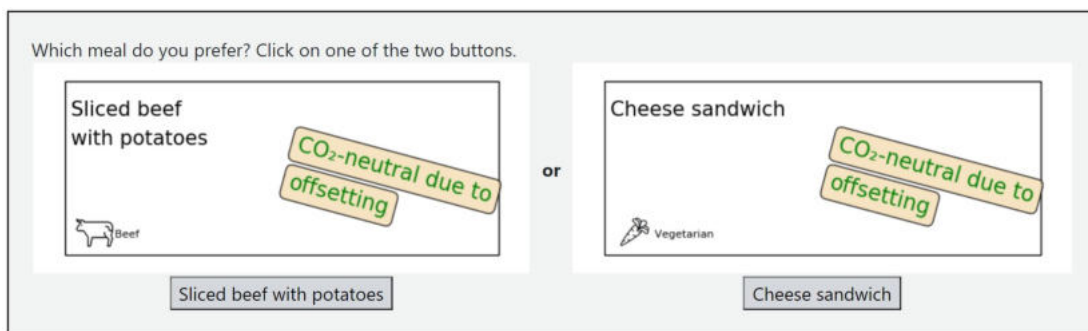 Which meal do you prefer? Click on one of the two buttons.
Sliced beef
with potatoes
CO₂-neutral due to
offsetting
Beef
or
Cheese sandwich
CO₂-neutral due to
offsetting
Vegetarian
Sliced beef with potatoes
Cheese sandwich